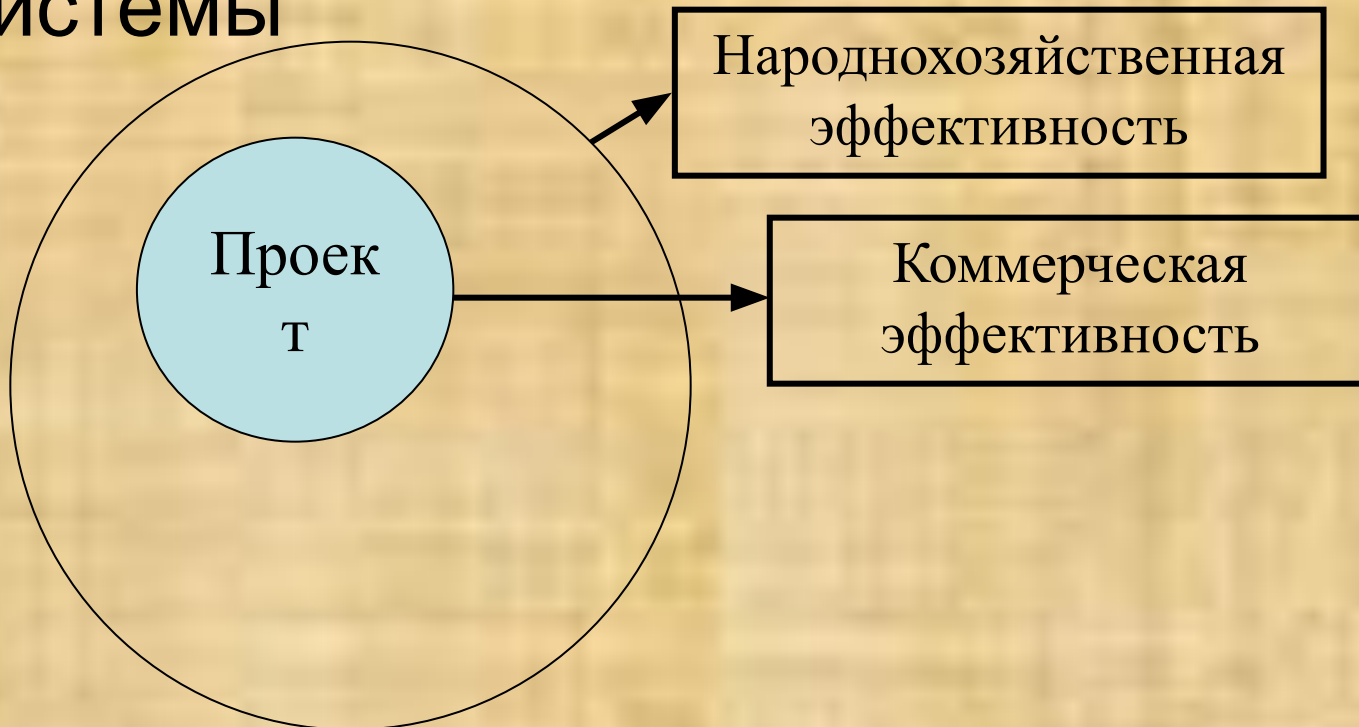 истемы
Народнохозяйственная
эффективность
Проек
т
Коммерческая
эффективность